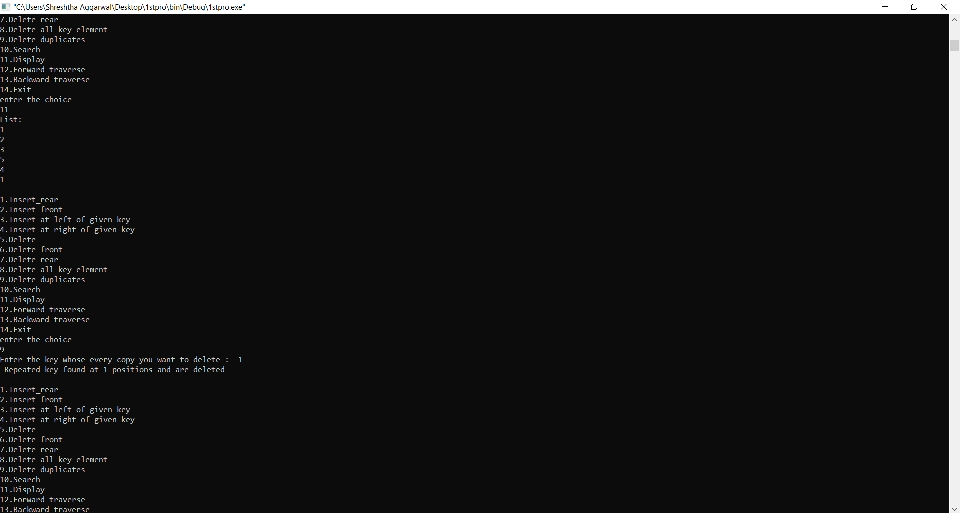 "C:\Users\Shreshtha Aggarwal\Desktop\1stpro\bin\Debug\1stpro.exe"
7.Delete rear
8.Delete all key element
9.Delete duplicates
10.Search
11.Display
12.Forward traverse
13.Backward traverse
14.Exit
enter the choice
11
List:
1
2
3
5
4
1
1.Insert_rear
2.Insert front
3.Insert at left of given key
4.Insert at right of given key
5.Delete
6.Delete front
7.Delete rear
8.Delete all key element
9.Delete duplicates
10.Search
11.Display
12.Forward traverse
13.Backward traverse
14.Exit
enter the choice
9
Enter the key whose every copy you want to delete : 1
Repeated key found at 1 positions and are deleted
1.Insert_rear
2.Insert front
3.Insert at left of given key
4.Insert at right of given key
5.Delete
6.Delete front
7.Delete rear
8.Delete all key element
9.Delete duplicates
10.Search
11.Display
12.Forward traverse
13.Backward traverse